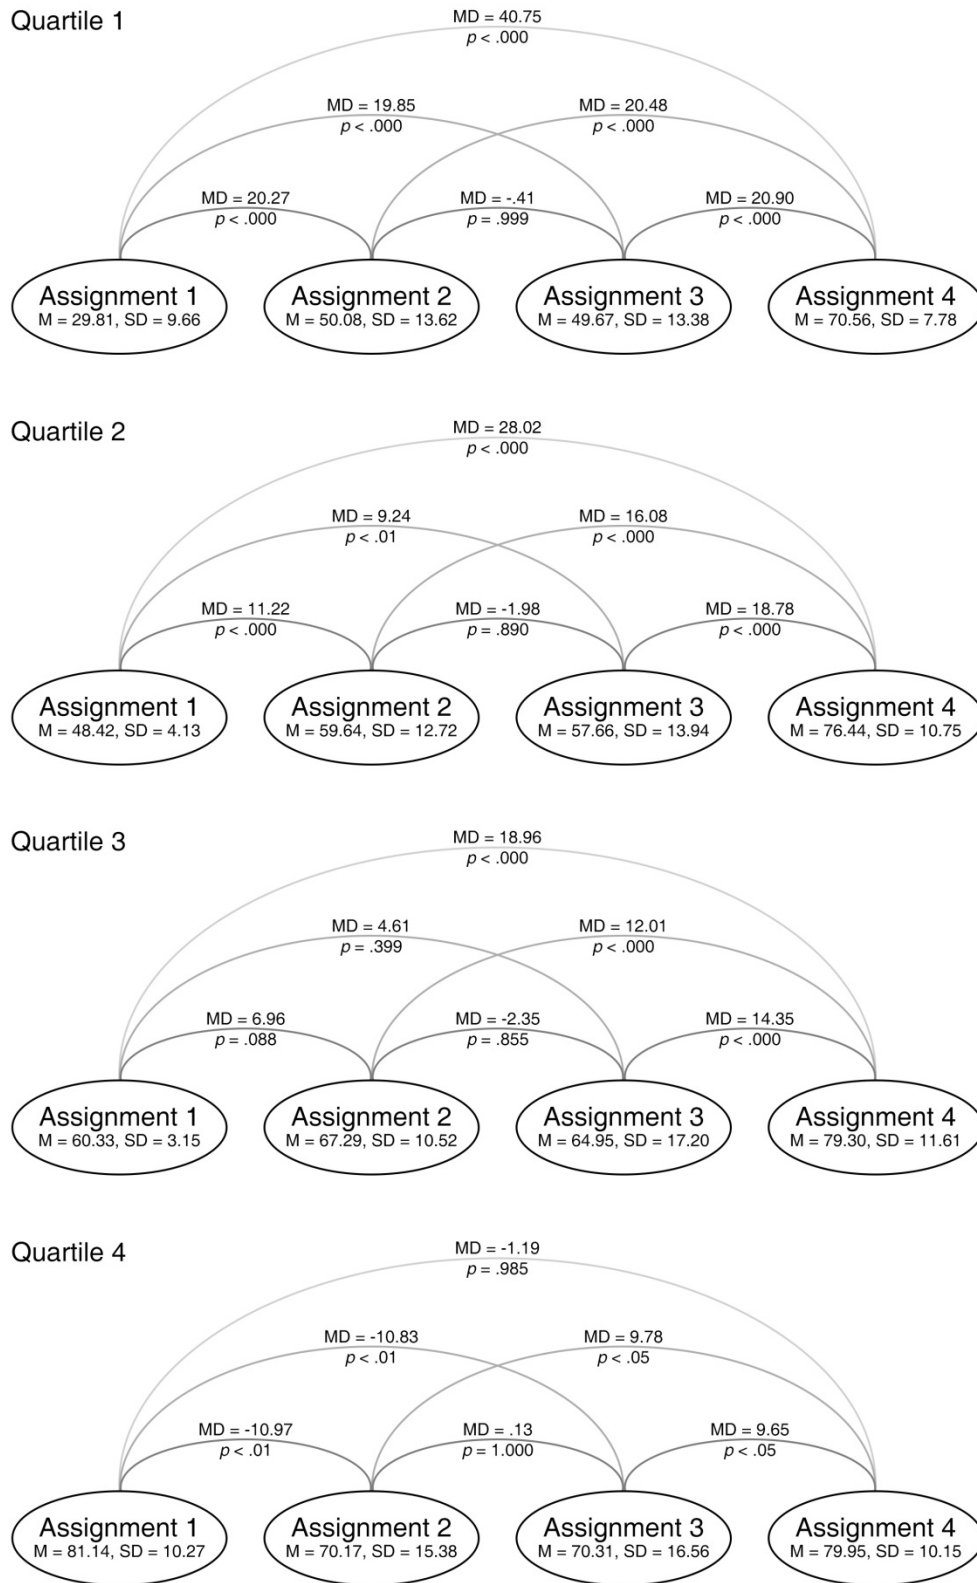 Quartile 1
MD = 40.75
p < .000
MD = 19.85
p < .000
MD = 20.48
p < .000
MD = 20.27
p < .000
MD = -.41
p = .999
MD = 20.90
p < .000
Assignment 1
M = 29.81, SD = 9.66
Assignment 2
M = 50.08, SD = 13.62
Assignment 3
M = 49.67, SD = 13.38
Assignment 4
M = 70.56, SD = 7.78
Quartile 2
MD = 28.02
p < .000
MD = 9.24
p < .01
MD = 16.08
p < .000
MD = 11.22
p < .000
MD = -1.98
p = .890
MD = 18.78
p < .000
Assignment 1
M = 48.42, SD = 4.13
Assignment 2
M = 59.64, SD = 12.72
Assignment 3
M = 57.66, SD = 13.94
Assignment 4
M = 76.44, SD = 10.75
Quartile 3
MD = 18.96
p < .000
MD = 4.61
p = .399
MD = 12.01
p < .000
MD = 6.96
p = .088
MD = -2.35
p = .855
MD = 14.35
p < .000
Assignment 1
M = 60.33, SD = 3.15
Assignment 2
M = 67.29, SD = 10.52
Assignment 3
M = 64.95, SD = 17.20
Assignment 4
M = 79.30, SD = 11.61
Quartile 4
MD = -1.19
p = .985
MD = -10.83
p < .01
MD = 9.78
p < .05
MD = -10.97
p < .01
MD = .13
p = 1.000
MD = 9.65
p < .05
Assignment 1
M = 81.14, SD = 10.27
Assignment 2
M = 70.17, SD = 15.38
Assignment 3
M = 70.31, SD = 16.56
Assignment 4
M = 79.95, SD = 10.15